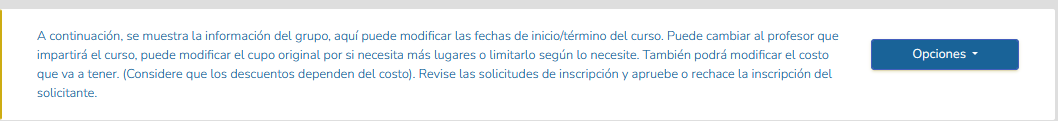 A continuación, se muestra la información del grupo, aquí puede modificar las fechas de inicio/término del curso. Puede cambiar al profesor que
impartirá el curso, puede modificar el cupo original por si necesita más lugares o limitarlo según lo necesite. También podrá modificar el costo
que va a tener. (Considere que los descuentos dependen del costo). Revise las solicitudes de inscripción y apruebe o rechace la inscripción del
solicitante.
Opciones